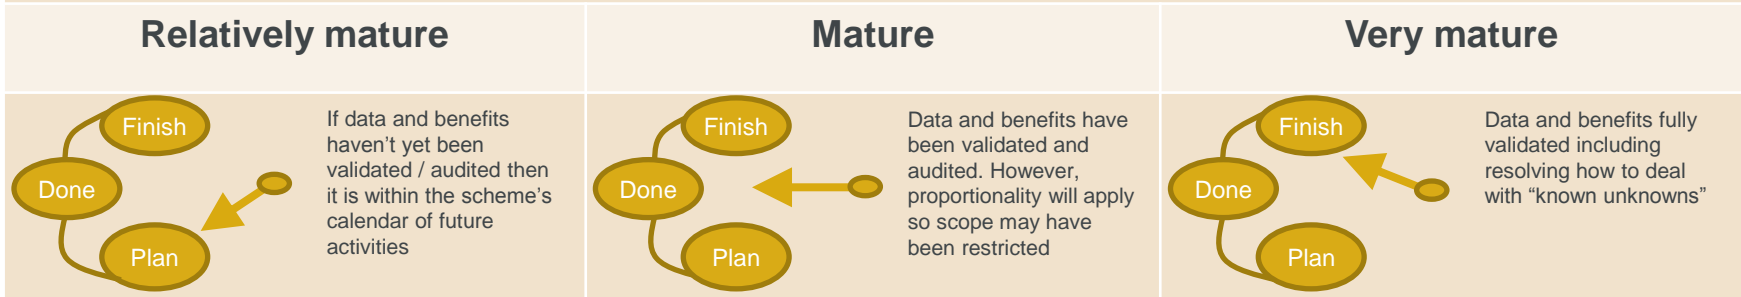 Relatively mature
Mature
Very mature
Finish
Done
Plan
If data and benefits
haven’t yet been
validated / audited then
it is within the scheme’s
calendar of future
activities
Finish
Done
Plan
Data and benefits have
been validated and
audited. However,
proportionality will apply
so scope may have
been restricted
Finish
Done
Plan
Data and benefits fully
validated including
resolving how to deal
with “known unknowns”